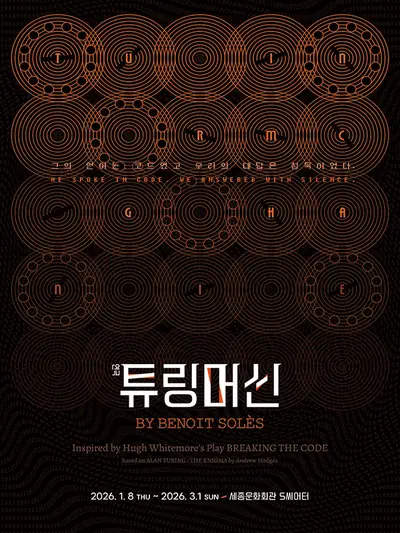 T U I N
R M C
그의 언어는 코드였고 우리의 대답은 침묵이었다.
HE SPOKE IN CODE, WE ANSWERED WITH SILENCE.
G H A
N I E
연극 튜링머신
BY BENOIT SOLÈS
Inspired by Hugh Whitemore's Play BREAKING THE CODE
Based on ALAN TURING - THE ENIGMA by Andrew Hodges
2026. 1. 8 THU ~ 2026. 3.1 SUN 세종문화회관 S씨어터